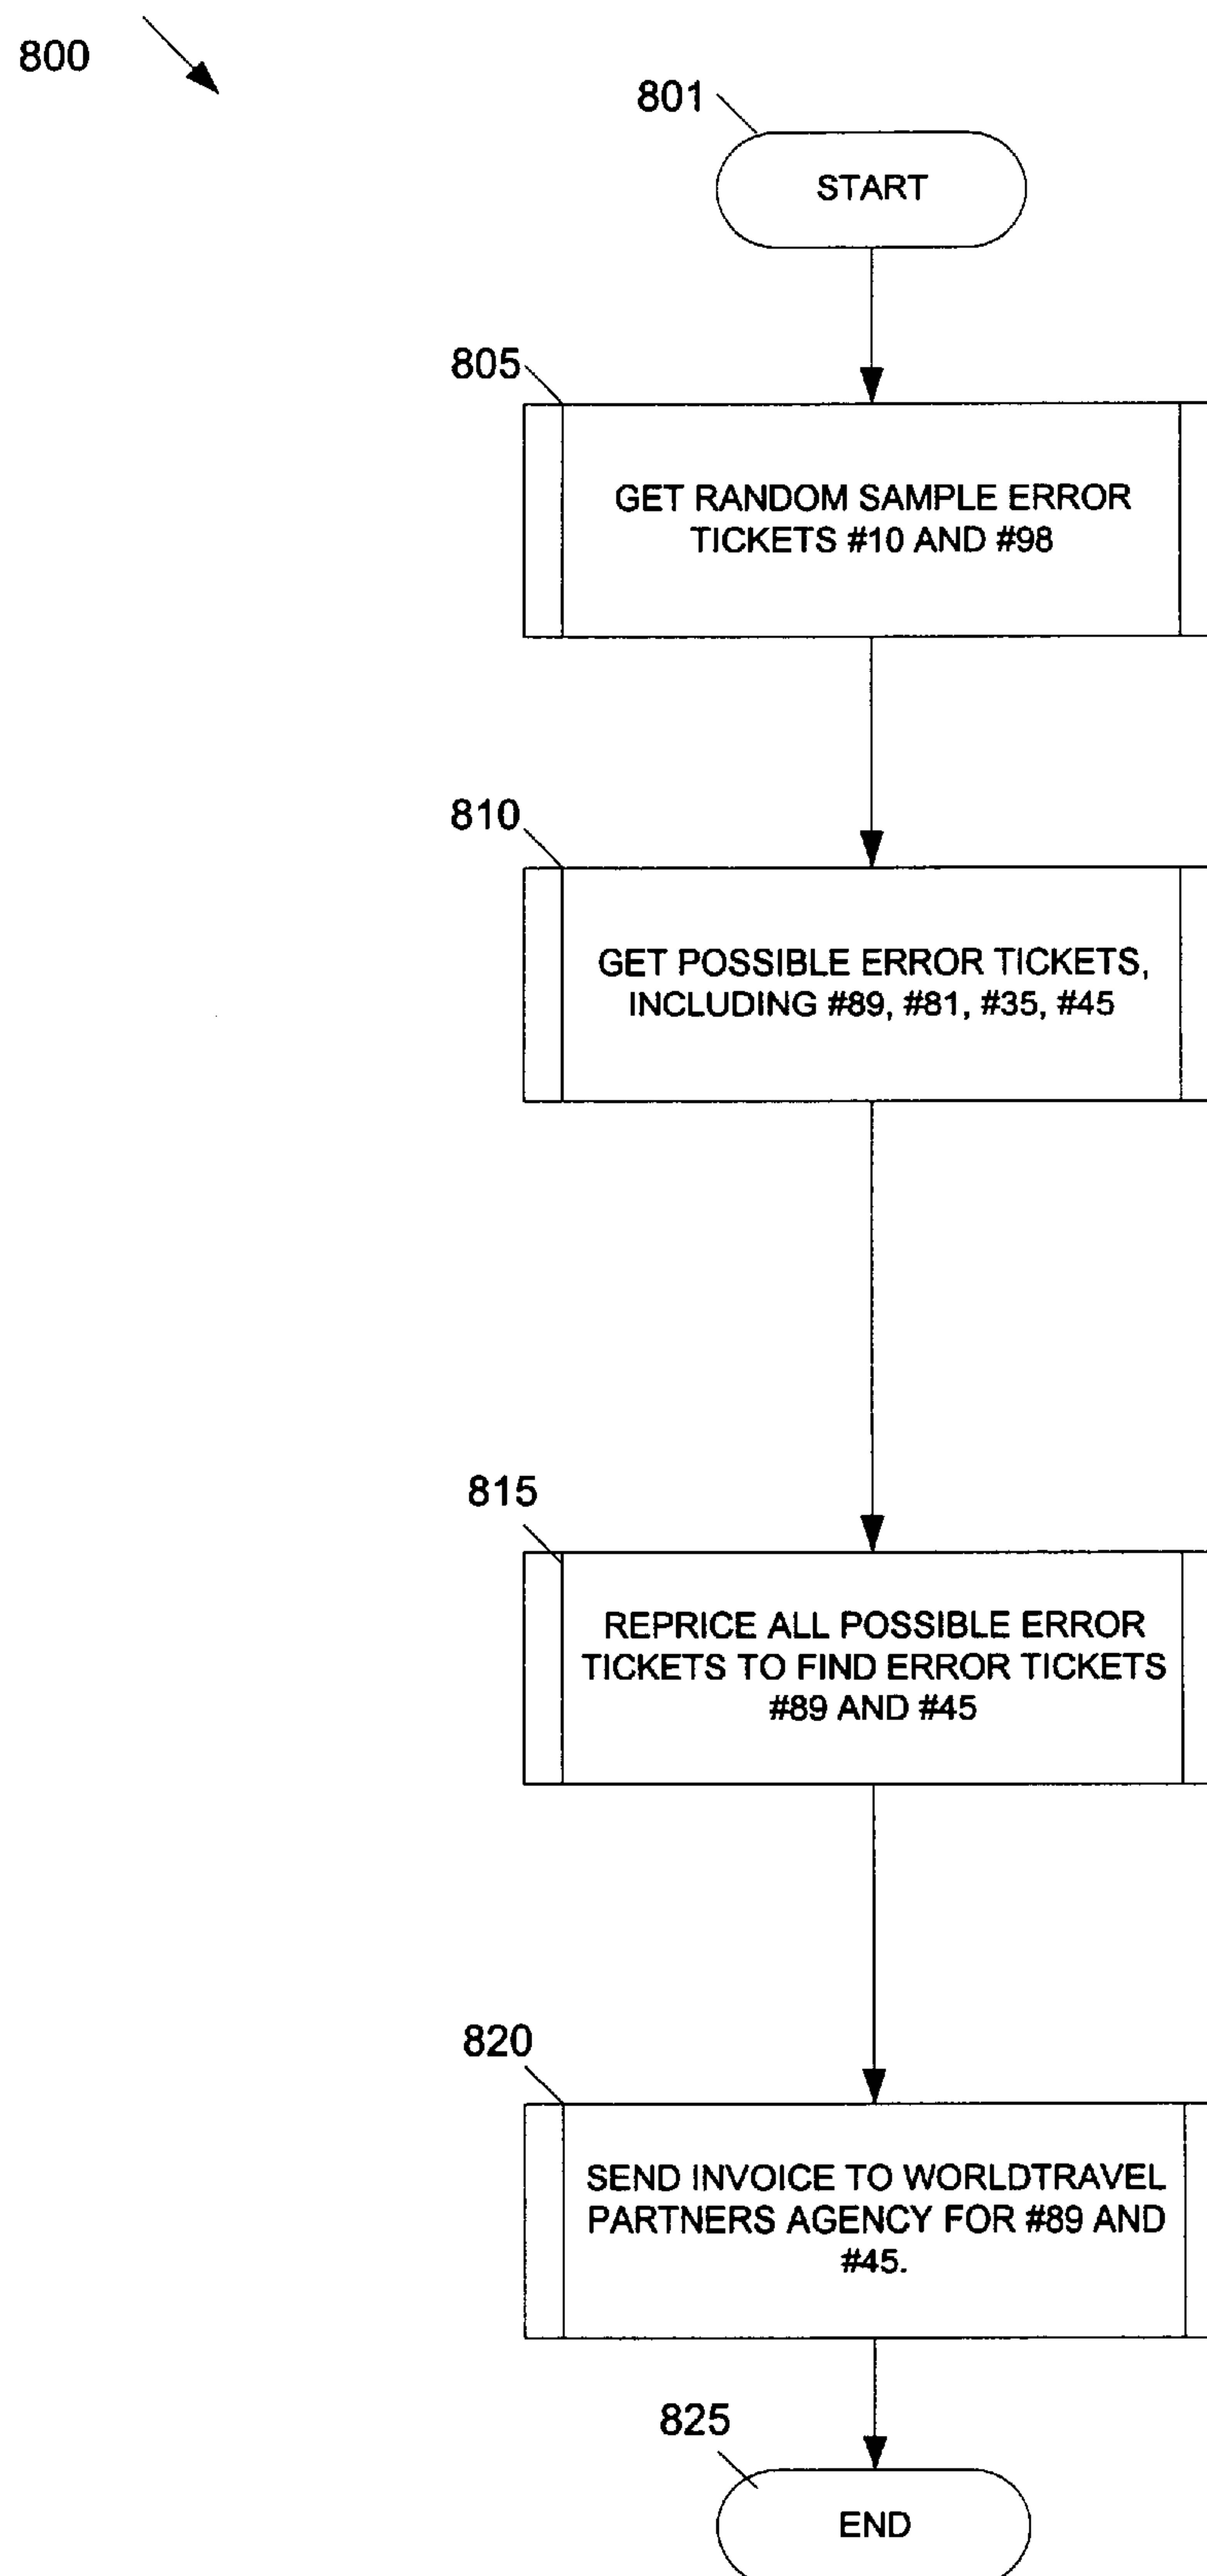 800
801
START
805
GET RANDOM SAMPLE ERROR
TICKETS #10 AND #98
810
GET POSSIBLE ERROR TICKETS,
INCLUDING #89, #81, #35, #45
815
REPRICE ALL POSSIBLE ERROR
TICKETS TO FIND ERROR TICKETS
#89 AND #45
820
SEND INVOICE TO WORLDTRAVEL
PARTNERS AGENCY FOR #89 AND
#45.
825
END